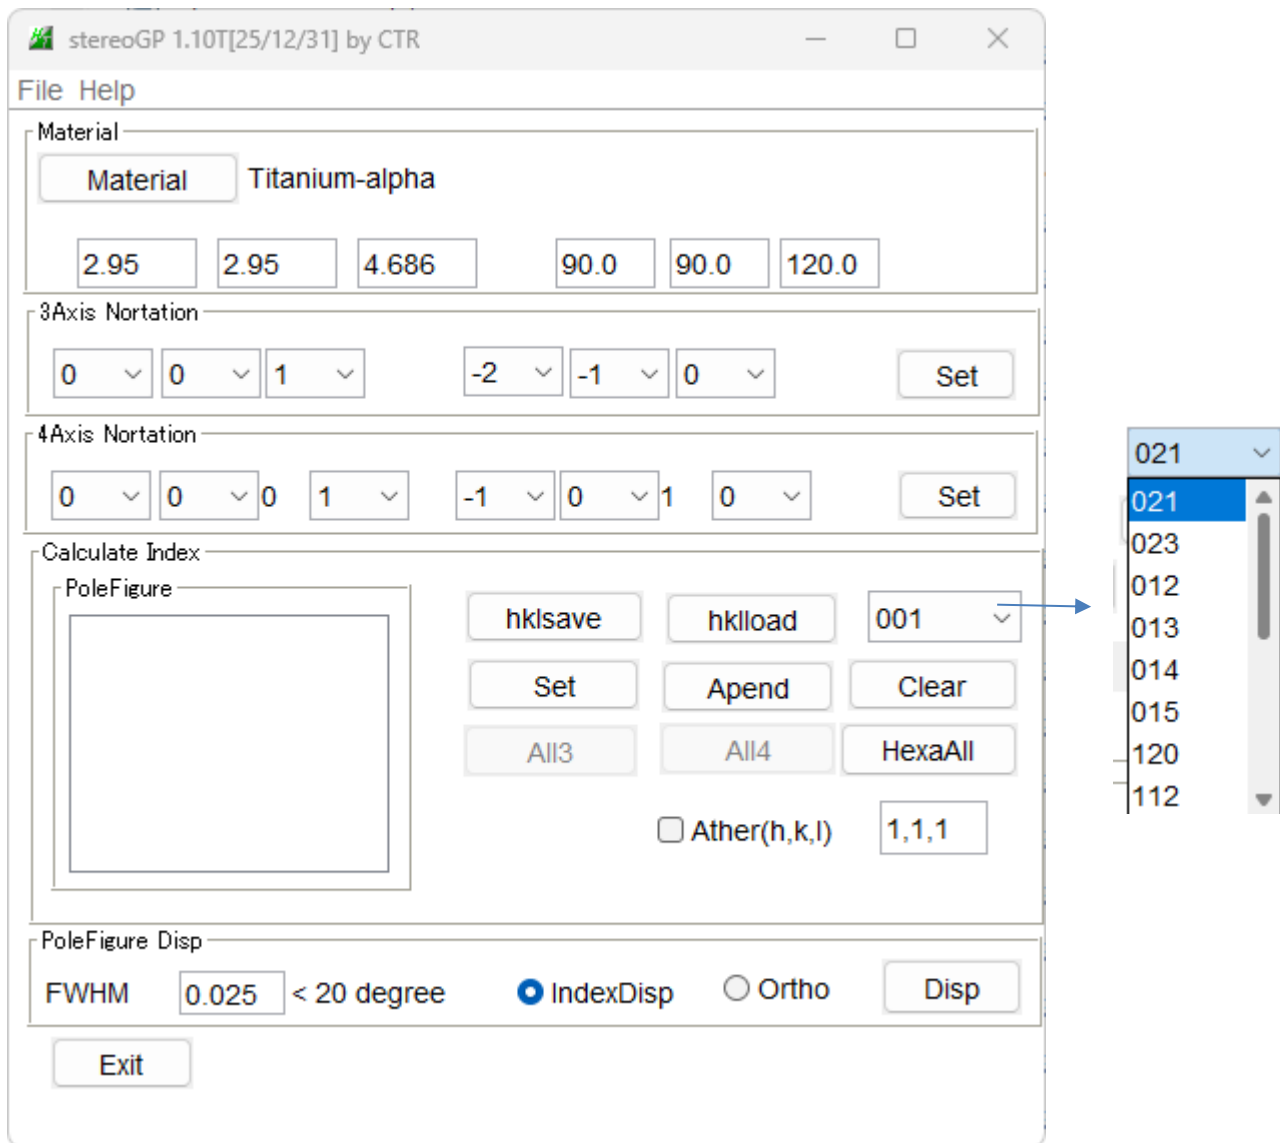 stereoGP 1.10T[25/12/31] by CTR
File Help
Material
Material Titanium-alpha
2.95 2.95 4.686 90.0 90.0 120.0
3Axis Nortation
0 0 1 -2 -1 0 Set
4Axis Nortation
0 0 0 1 -1 0 1 0 Set
Calculate Index
PoleFigure
hklsave hklload 001
Set Apend Clear
All3 All4 HexaAll
Ather(h,k,l) 1,1,1
PoleFigure Disp
FWHM 0.025 < 20 degree IndexDisp Ortho Disp
Exit
021
021
023
012
013
014
015
120
112